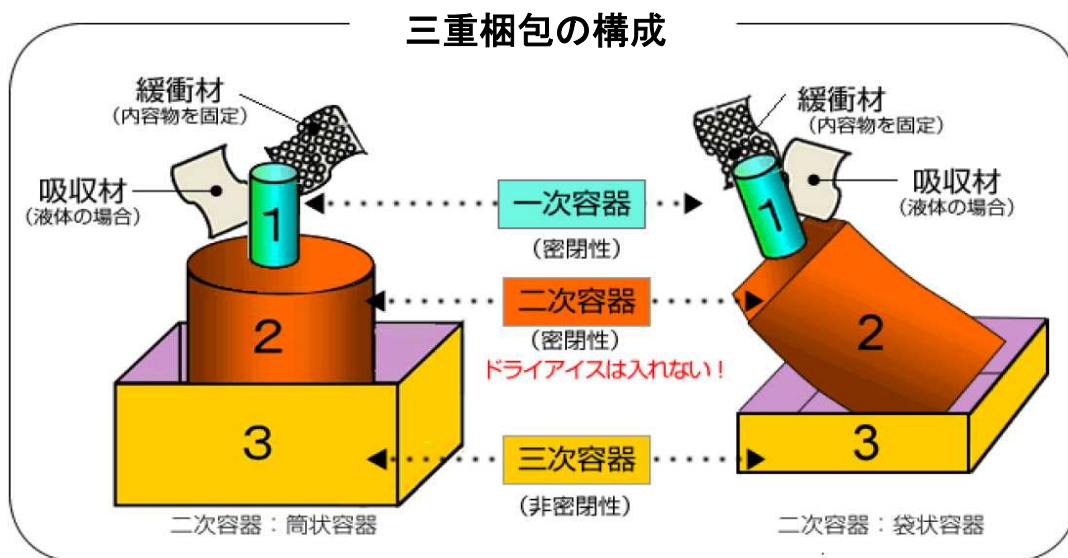 三重梱包の構成
緩衝材
(内容物を固定)
吸収材
(液体の場合)
1
2
3
二次容器：筒状容器
一次容器
(密閉性)
二次容器
(密閉性)
ドライアイスは入れない！
三次容器
(非密閉性)
緩衝材
(内容物を固定)
吸収材
(液体の場合)
1
2
3
二次容器：袋状容器